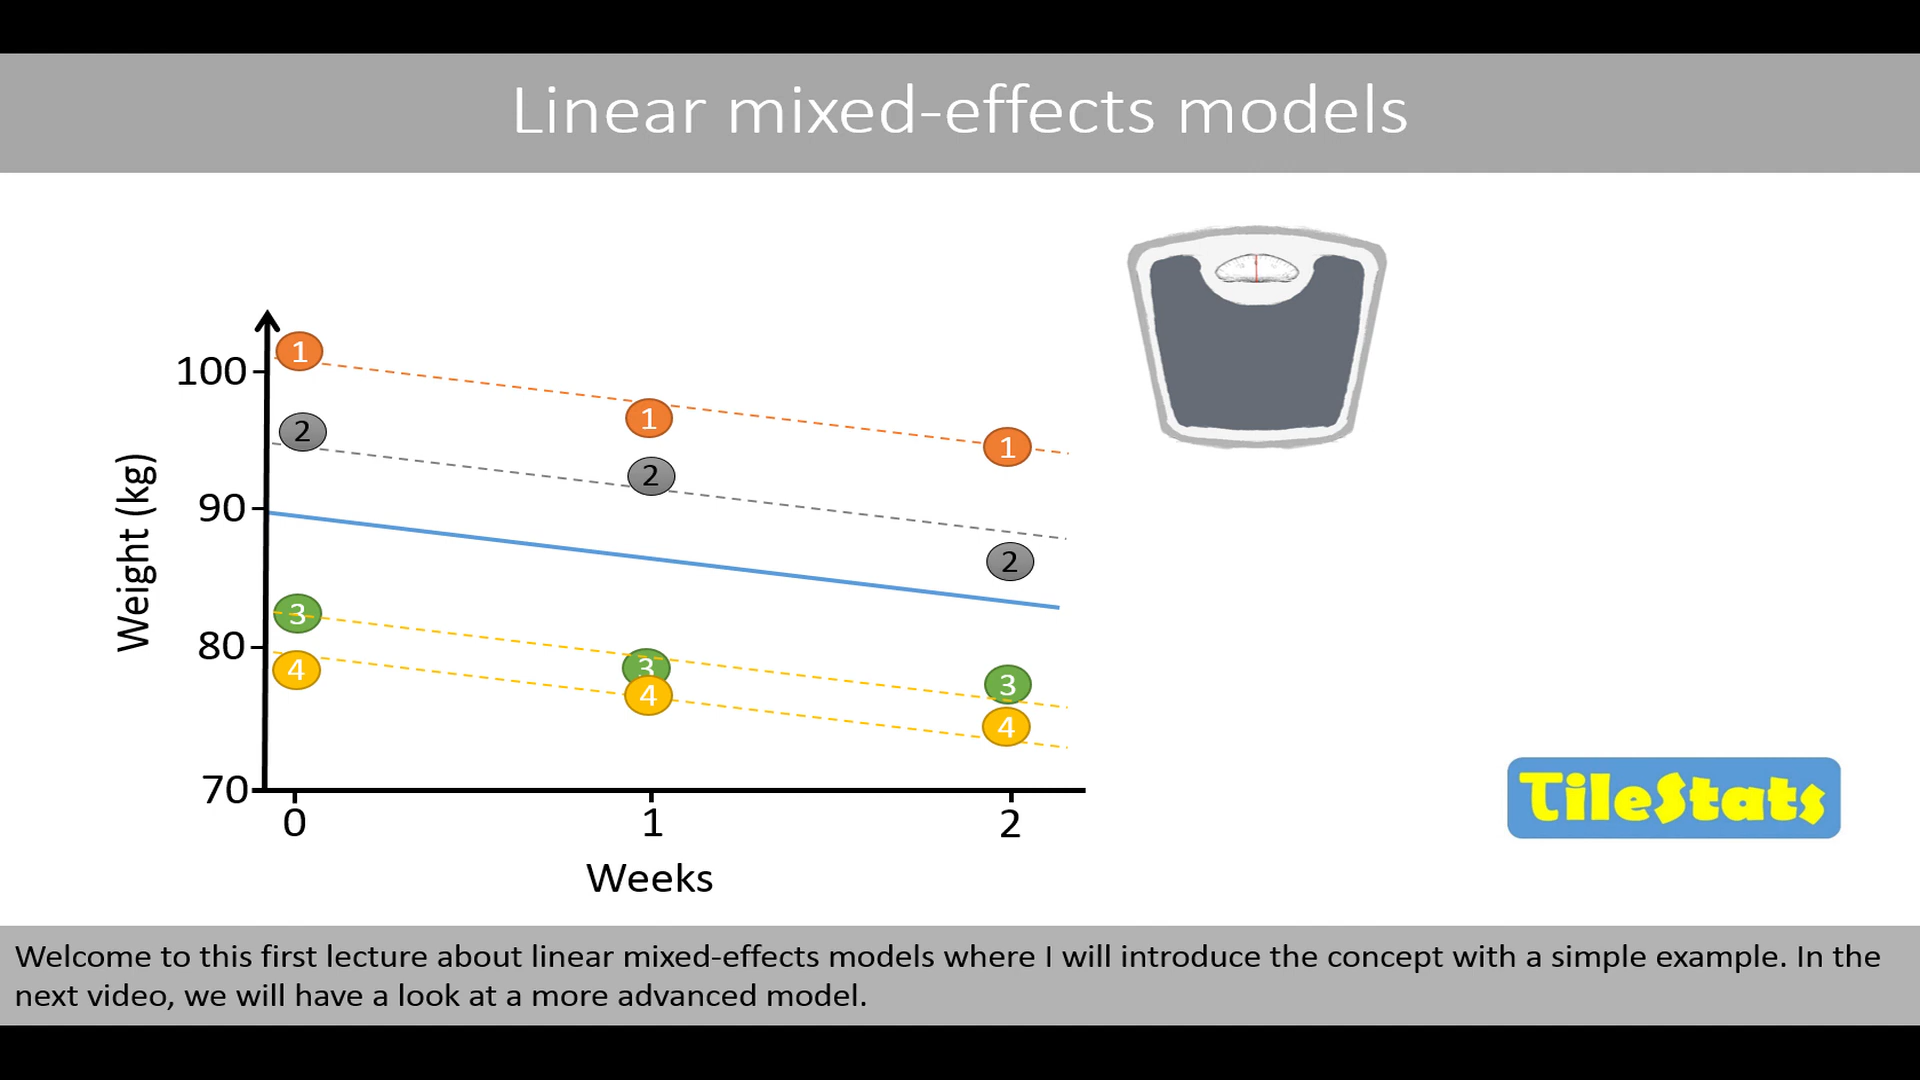 Linear mixed-effects models
1
100
1
2
1
2
90
2
Weight (kg)
3
80
3
4
3
4
4
70
0 1 2
Weeks
TileStats
Welcome to this first lecture about linear mixed-effects models where I will introduce the concept with a simple example. In the
next video, we will have a look at a more advanced model.